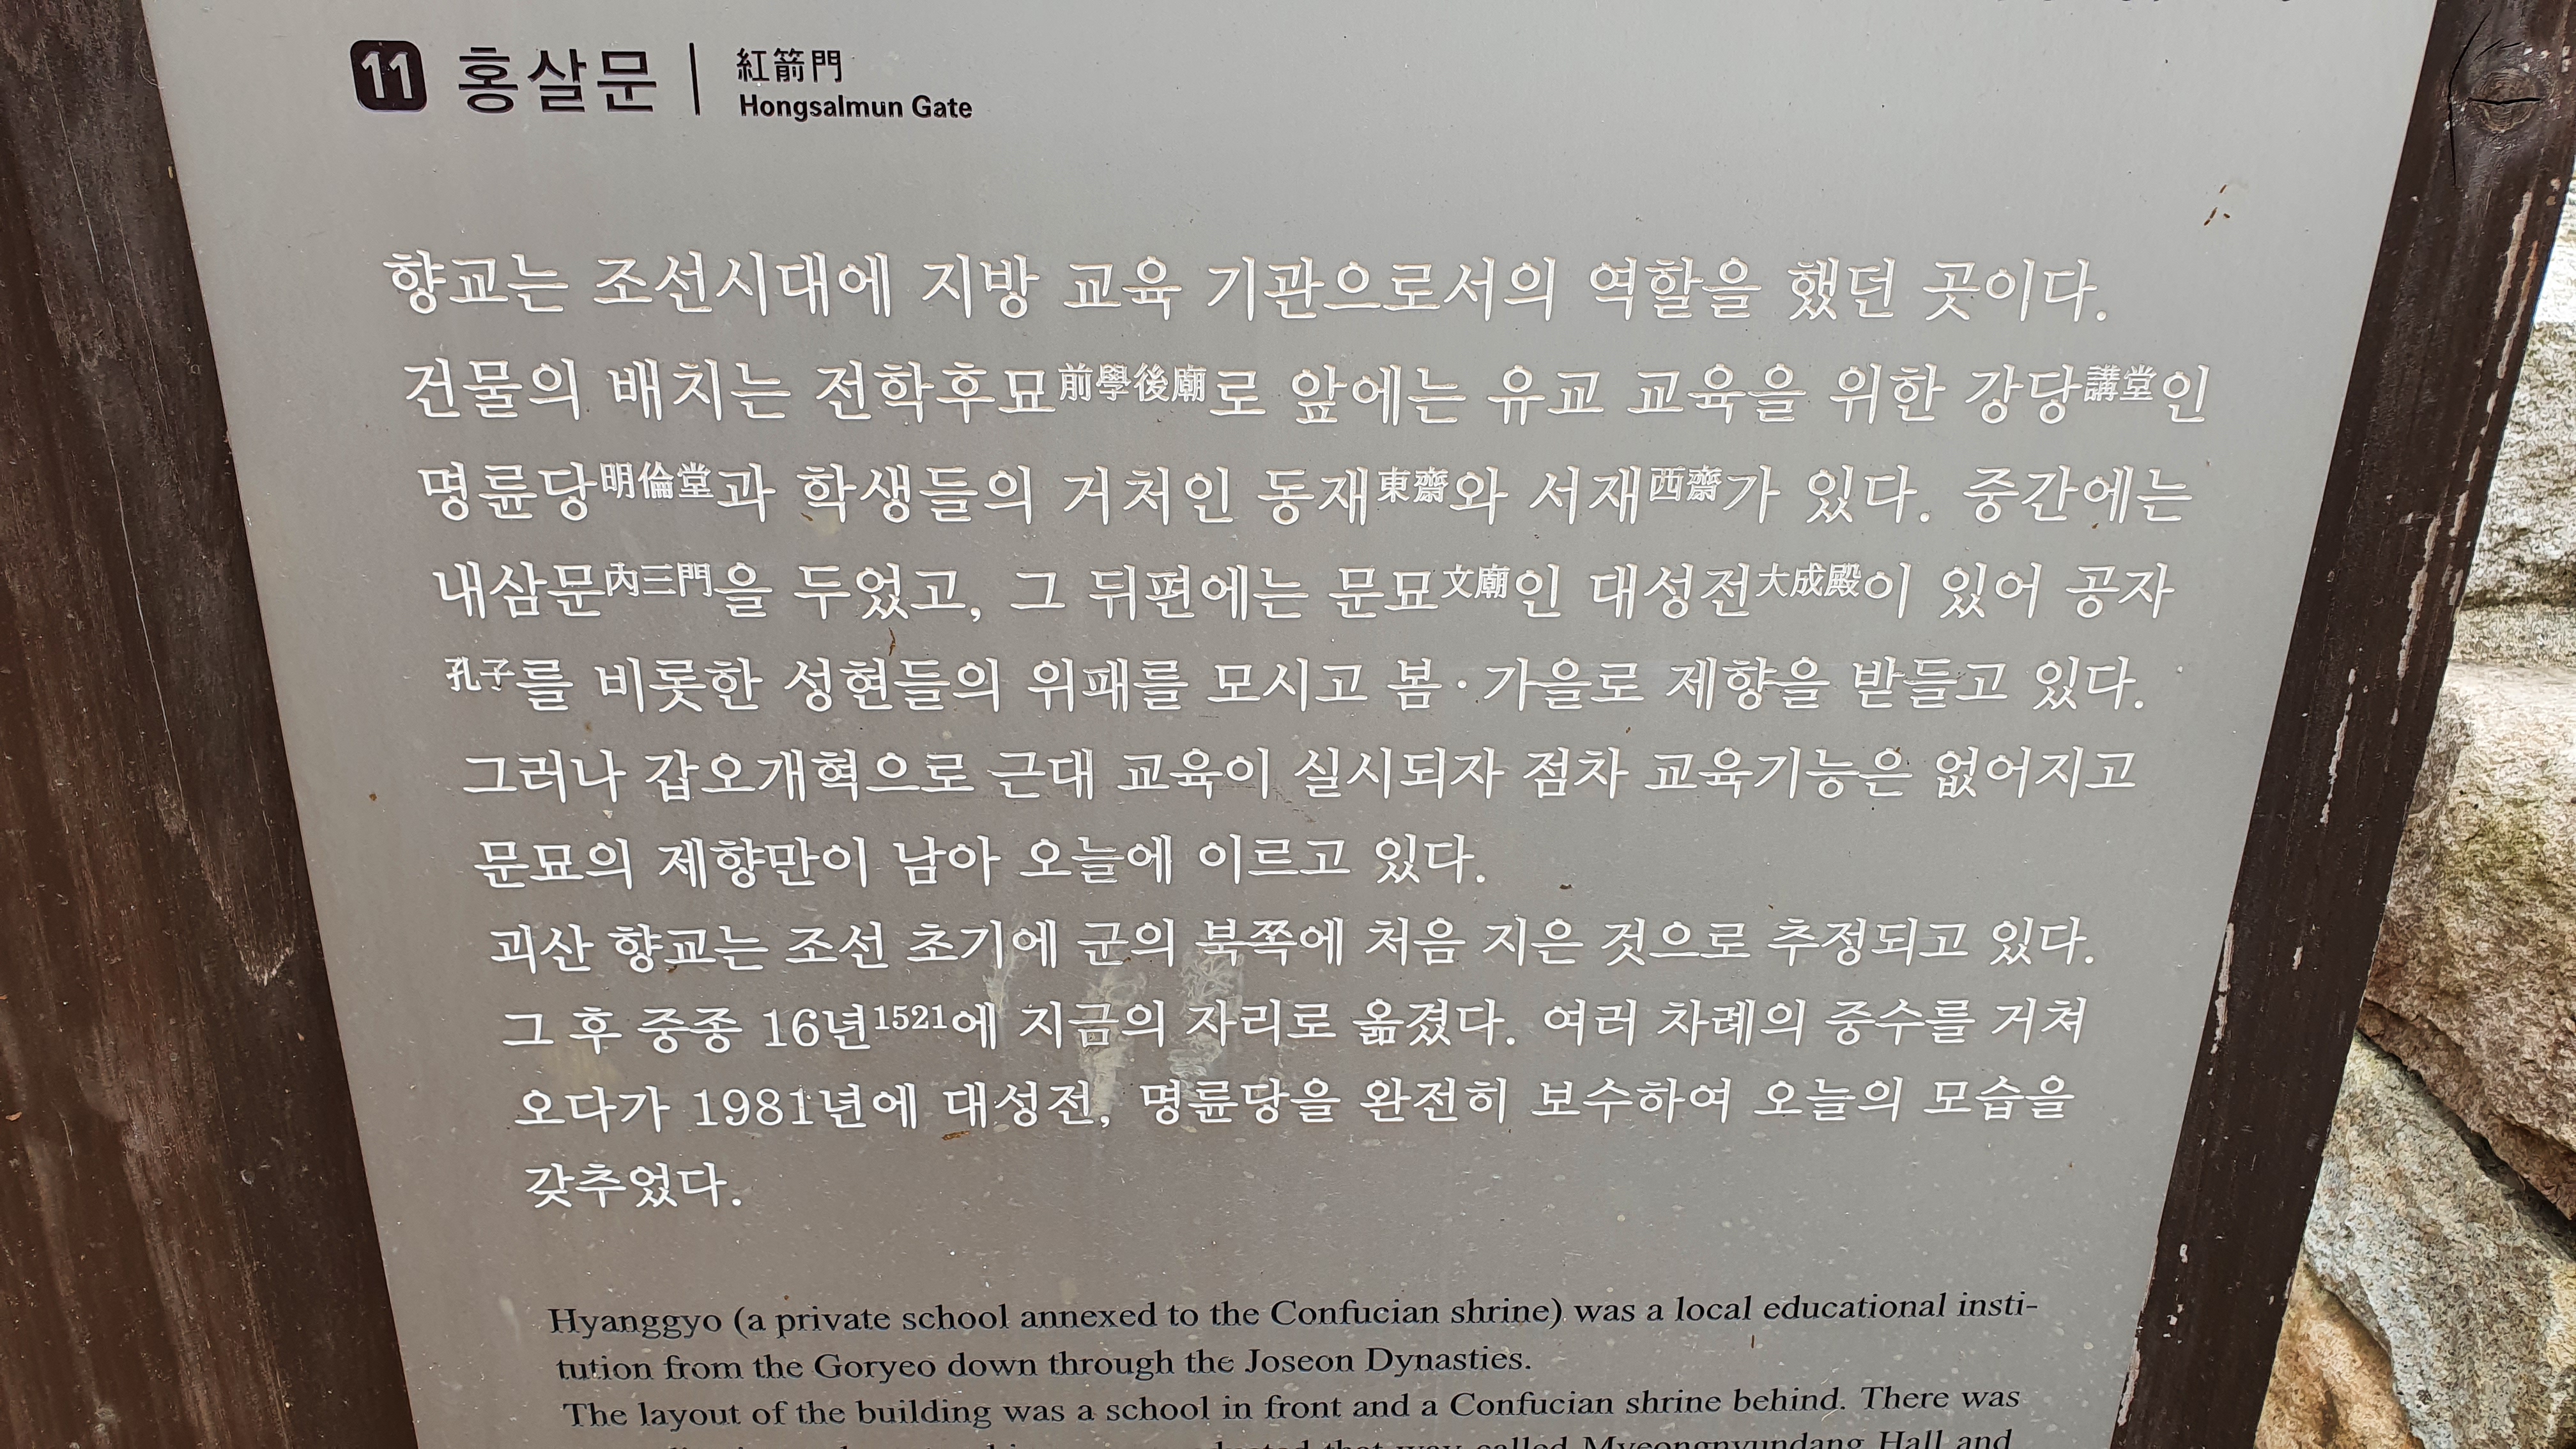 11 홍살문 | 紅箭門
Hongsalmun Gate
향교는 조선시대에 지방 교육 기관으로서의 역할을 했던 곳이다.
건물의 배치는 전학후묘前學後廟로 앞에는 유교 교육을 위한 강당講堂인
명륜당明倫堂과 학생들의 거처인 동재東齋와 서재西齋가 있다. 중간에는
내삼문內三門을 두었고, 그 뒤편에는 문묘文廟인 대성전大成殿이 있어 공자
孔子를 비롯한 성현들의 위패를 모시고 봄·가을로 제향을 받들고 있다.
그러나 갑오개혁으로 근대 교육이 실시되자 점차 교육기능은 없어지고
문묘의 제향만이 남아 오늘에 이르고 있다.
괴산 향교는 조선 초기에 군의 북쪽에 처음 지은 것으로 추정되고 있다.
그 후 중종 16년1521에 지금의 자리로 옮겼다. 여러 차례의 중수를 거쳐
오다가 1981년에 대성전, 명륜당을 완전히 보수하여 오늘의 모습을
갖추었다.
Hyanggyo (a private school annexed to the Confucian shrine) was a local educational insti-
tution from the Goryeo down through the Joseon Dynasties.
The layout of the building was a school in front and a Confucian shrine behind. There was
that way called Myeongnyundang Hall and